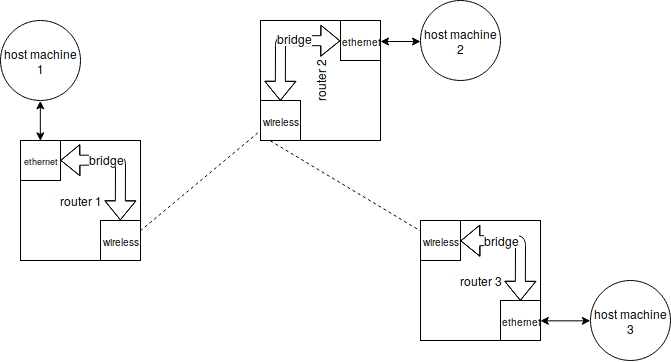 host machine
1
ethernet
bridge
router 1
wireless
bridge
ethernet
router 2
wireless
host machine
2
wireless
bridge
router 3
ethernet
host machine
3